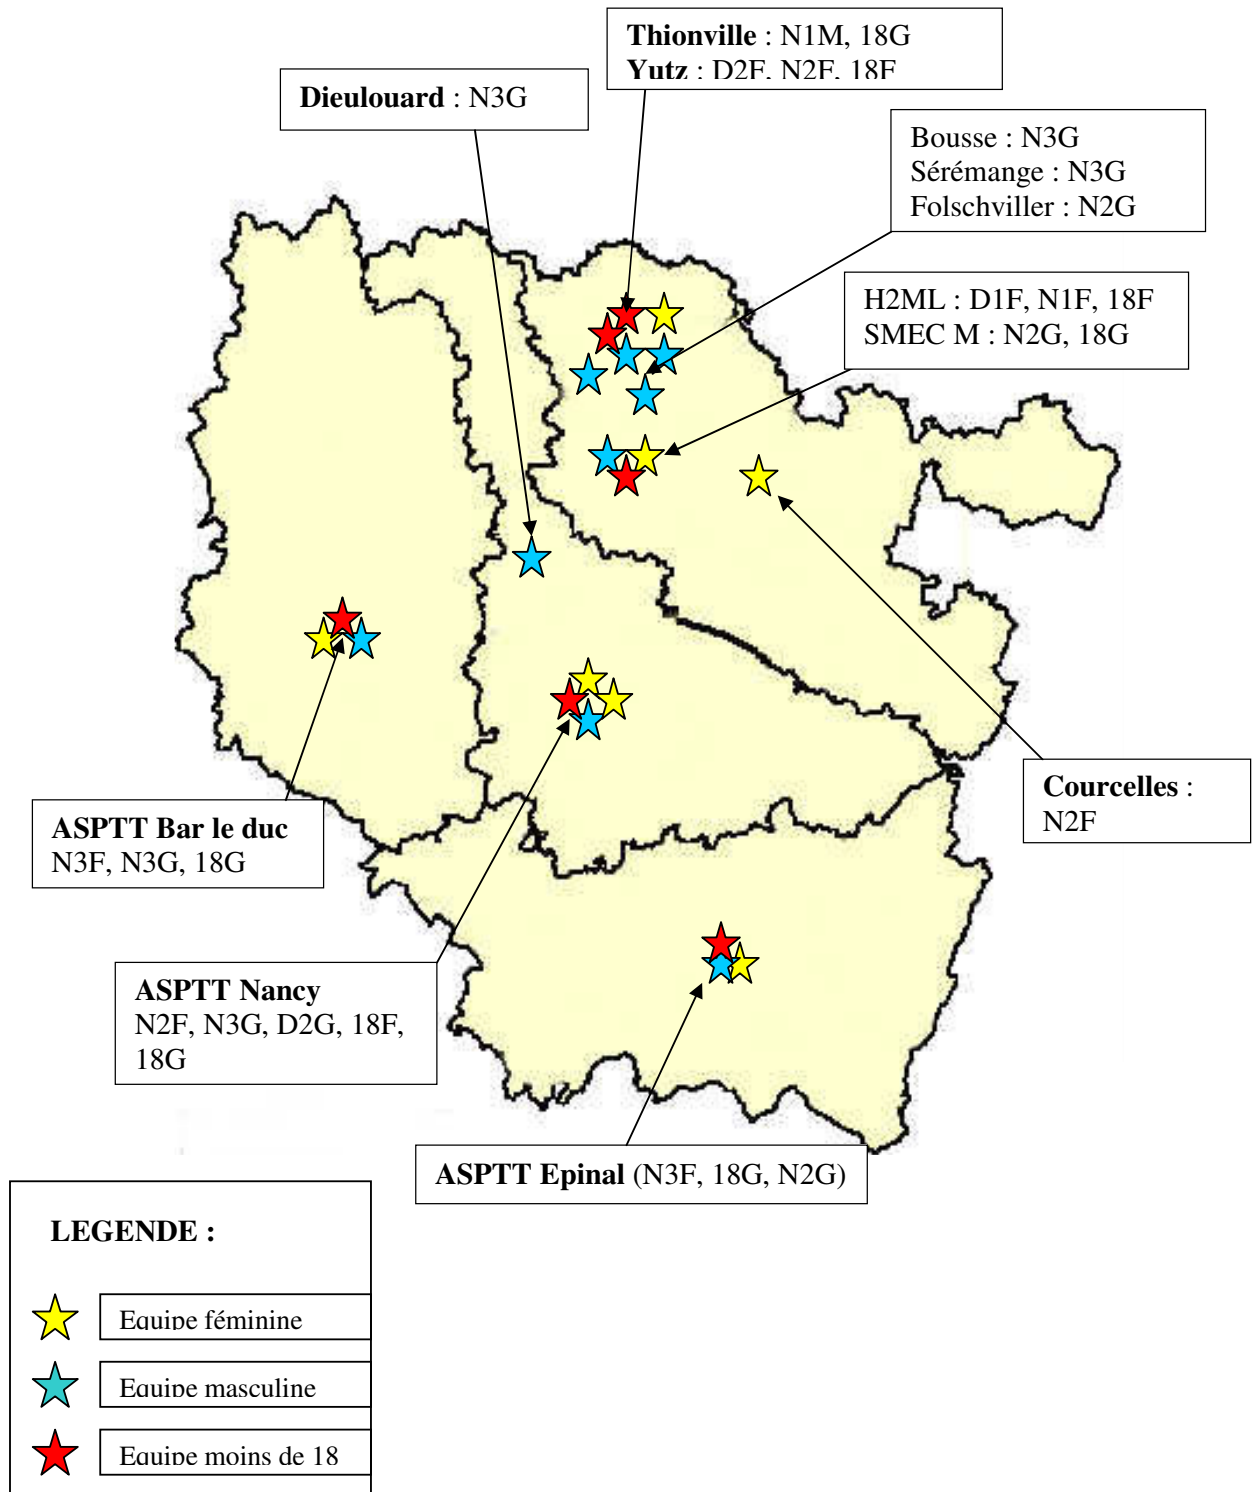 Thionville : N1M, 18G
Yutz : D2F, N2F, 18F
Dieulouard : N3G
Bousse : N3G
Sérémange : N3G
Folschviller : N2G
H2ML : D1F, N1F, 18F
SMEC M : N2G, 18G
Courcelles :
N2F
ASPTT Bar le duc
N3F, N3G, 18G
ASPTT Nancy
N2F, N3G, D2G, 18F,
18G
ASPTT Epinal (N3F, 18G, N2G)
LEGENDE :
Equipe féminine
Equipe masculine
Equipe moins de 18